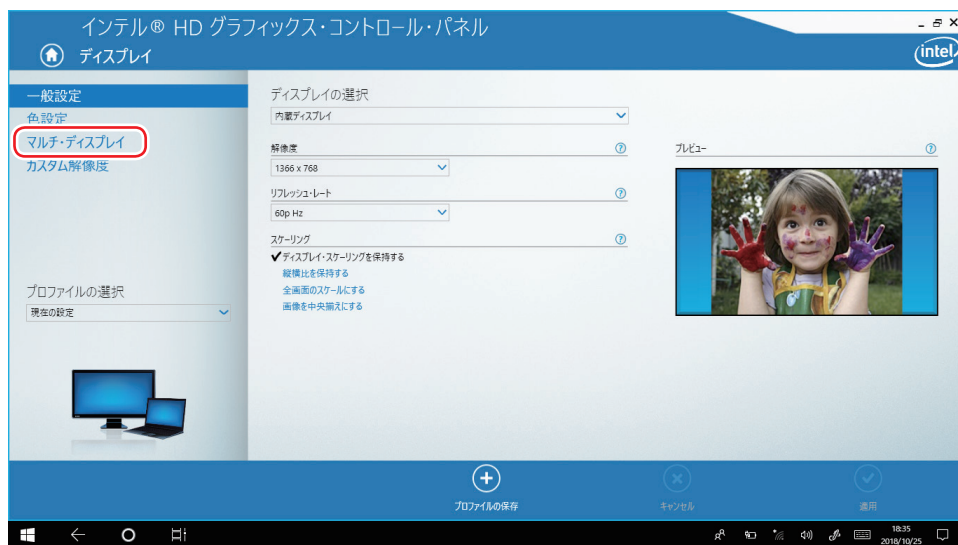 インテル® HD グラフィックス・コントロール・パネル
ディスプレイ
intel
一般設定
色設定
マルチ・ディスプレイ
カスタム解像度
プロファイルの選択
現在の設定
ディスプレイの選択
内蔵ディスプレイ
解像度
?
1366 x 768
リフレッシュ・レート
?
60p Hz
スケーリング
?
✔ディスプレイ・スケーリングを保持する
縦横比を保持する
全画面のスケールにする
画像を中央揃えにする
プレビュー
?
プロファイルの保存
キャンセル
適用
18:35
2018/10/25